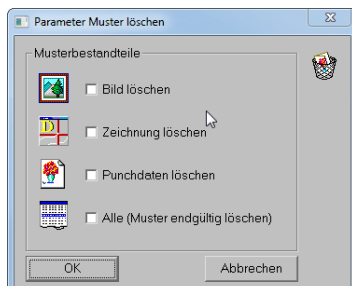 Parameter Muster löschen
Musterbestandteile
Bild löschen
Zeichnung löschen
Punchdaten löschen
Alle (Muster endgültig löschen)
OK
Abbrechen